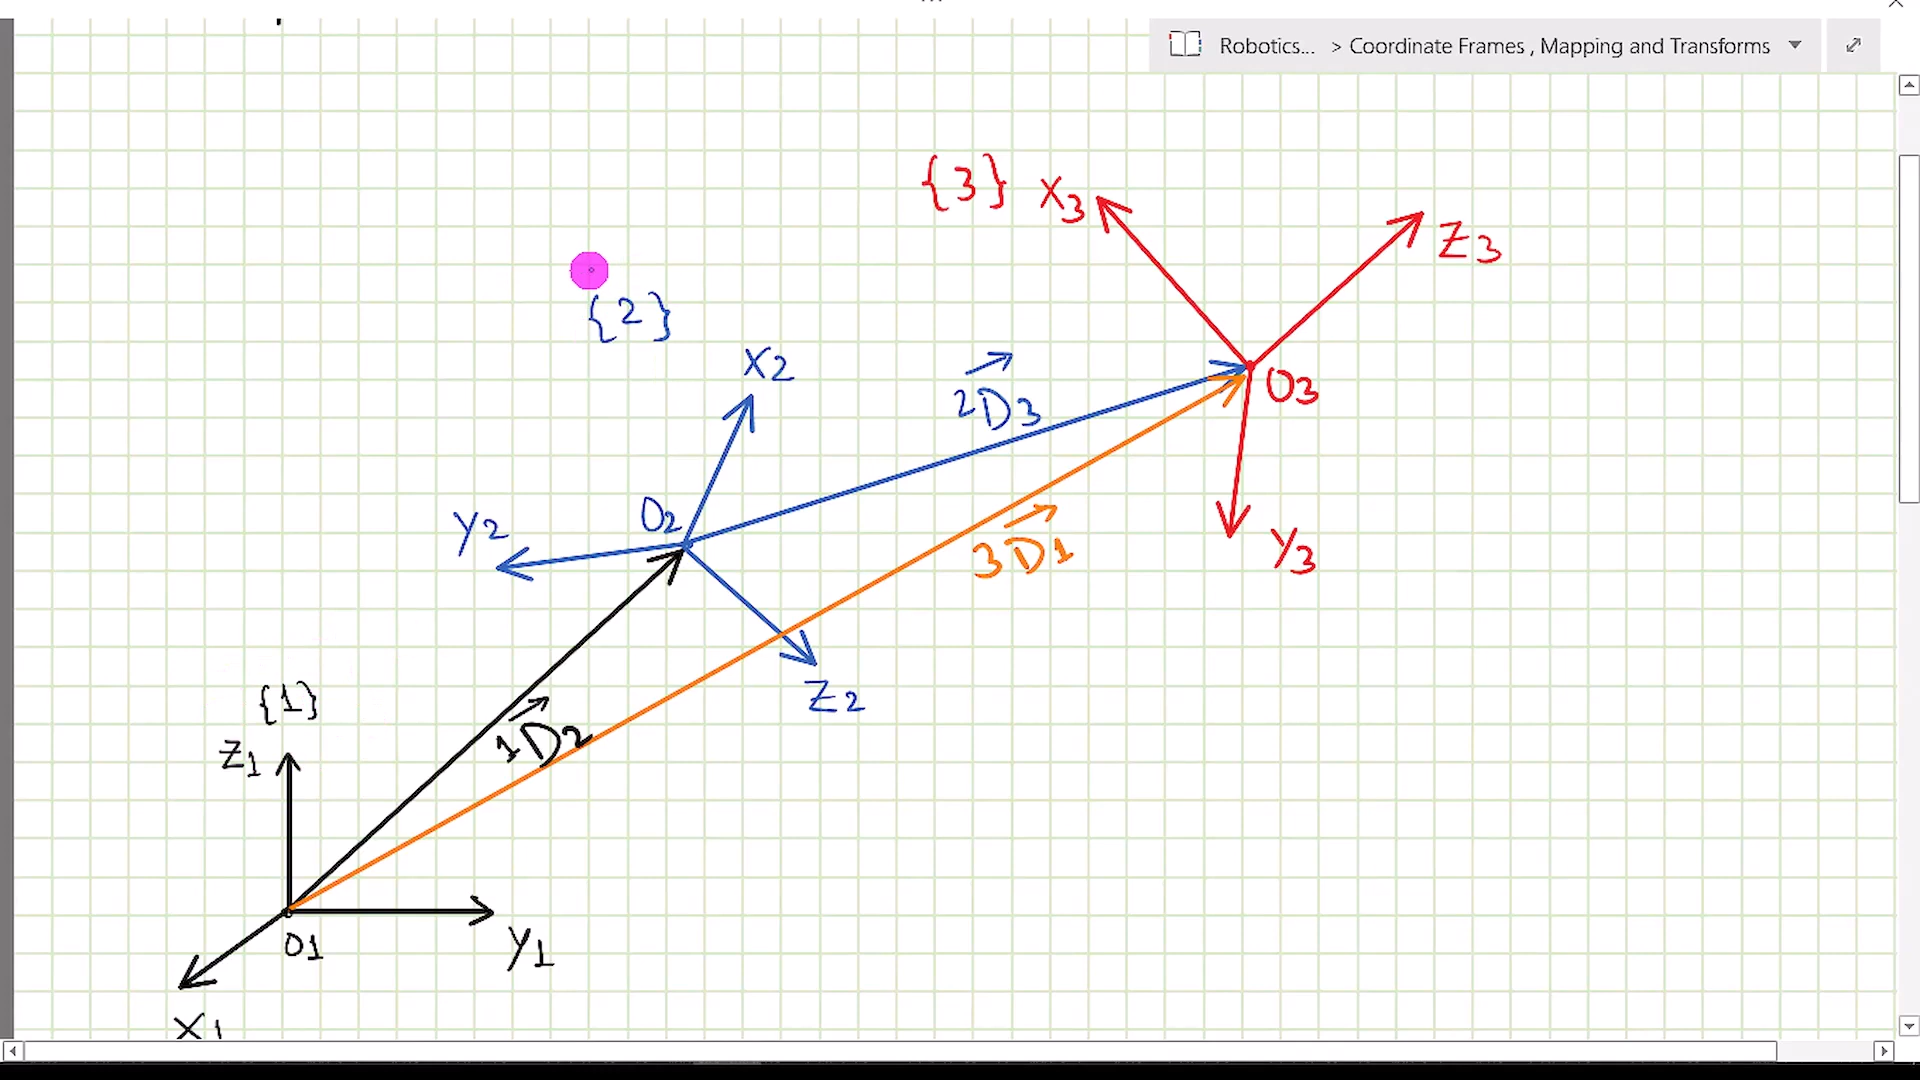 Robotics... > Coordinate Frames , Mapping and Transforms
{3}
X3
Z3
{2}
X2
2D3
O3
O2
Y2
3D1
Y3
Z2
{1}
1D2
Z1
O1
Y1
X1